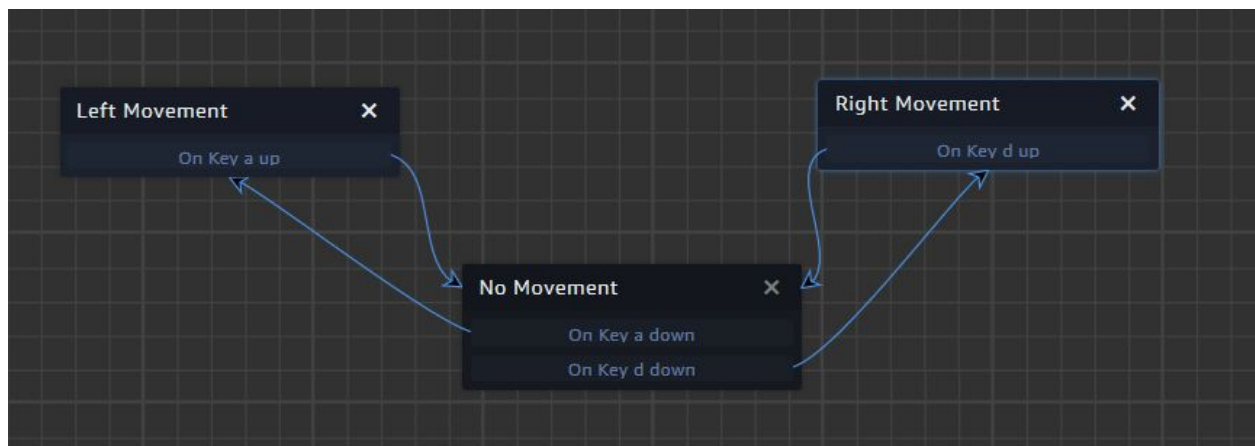 Left Movement
On Key a up
Right Movement
On Key d up
No Movement
On Key a down
On Key d down